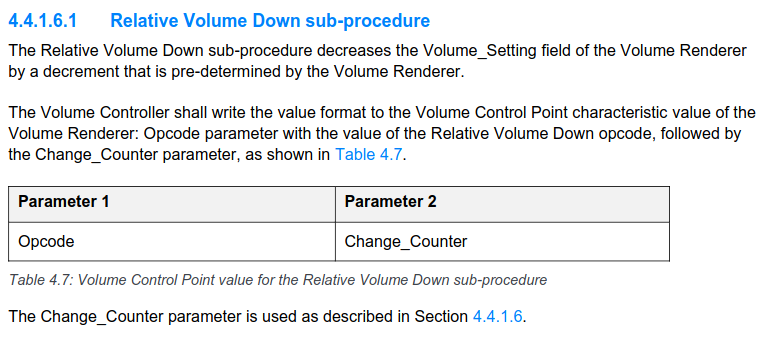 4.4.1.6.1 Relative Volume Down sub-procedure
The Relative Volume Down sub-procedure decreases the Volume_Setting field of the Volume Renderer
by a decrement that is pre-determined by the Volume Renderer.
The Volume Controller shall write the value format to the Volume Control Point characteristic value of the
Volume Renderer: Opcode parameter with the value of the Relative Volume Down opcode, followed by
the Change_Counter parameter, as shown in Table 4.7.
Parameter 1 Parameter 2
Opcode Change_Counter
Table 4.7: Volume Control Point value for the Relative Volume Down sub-procedure
The Change_Counter parameter is used as described in Section 4.4.1.6.